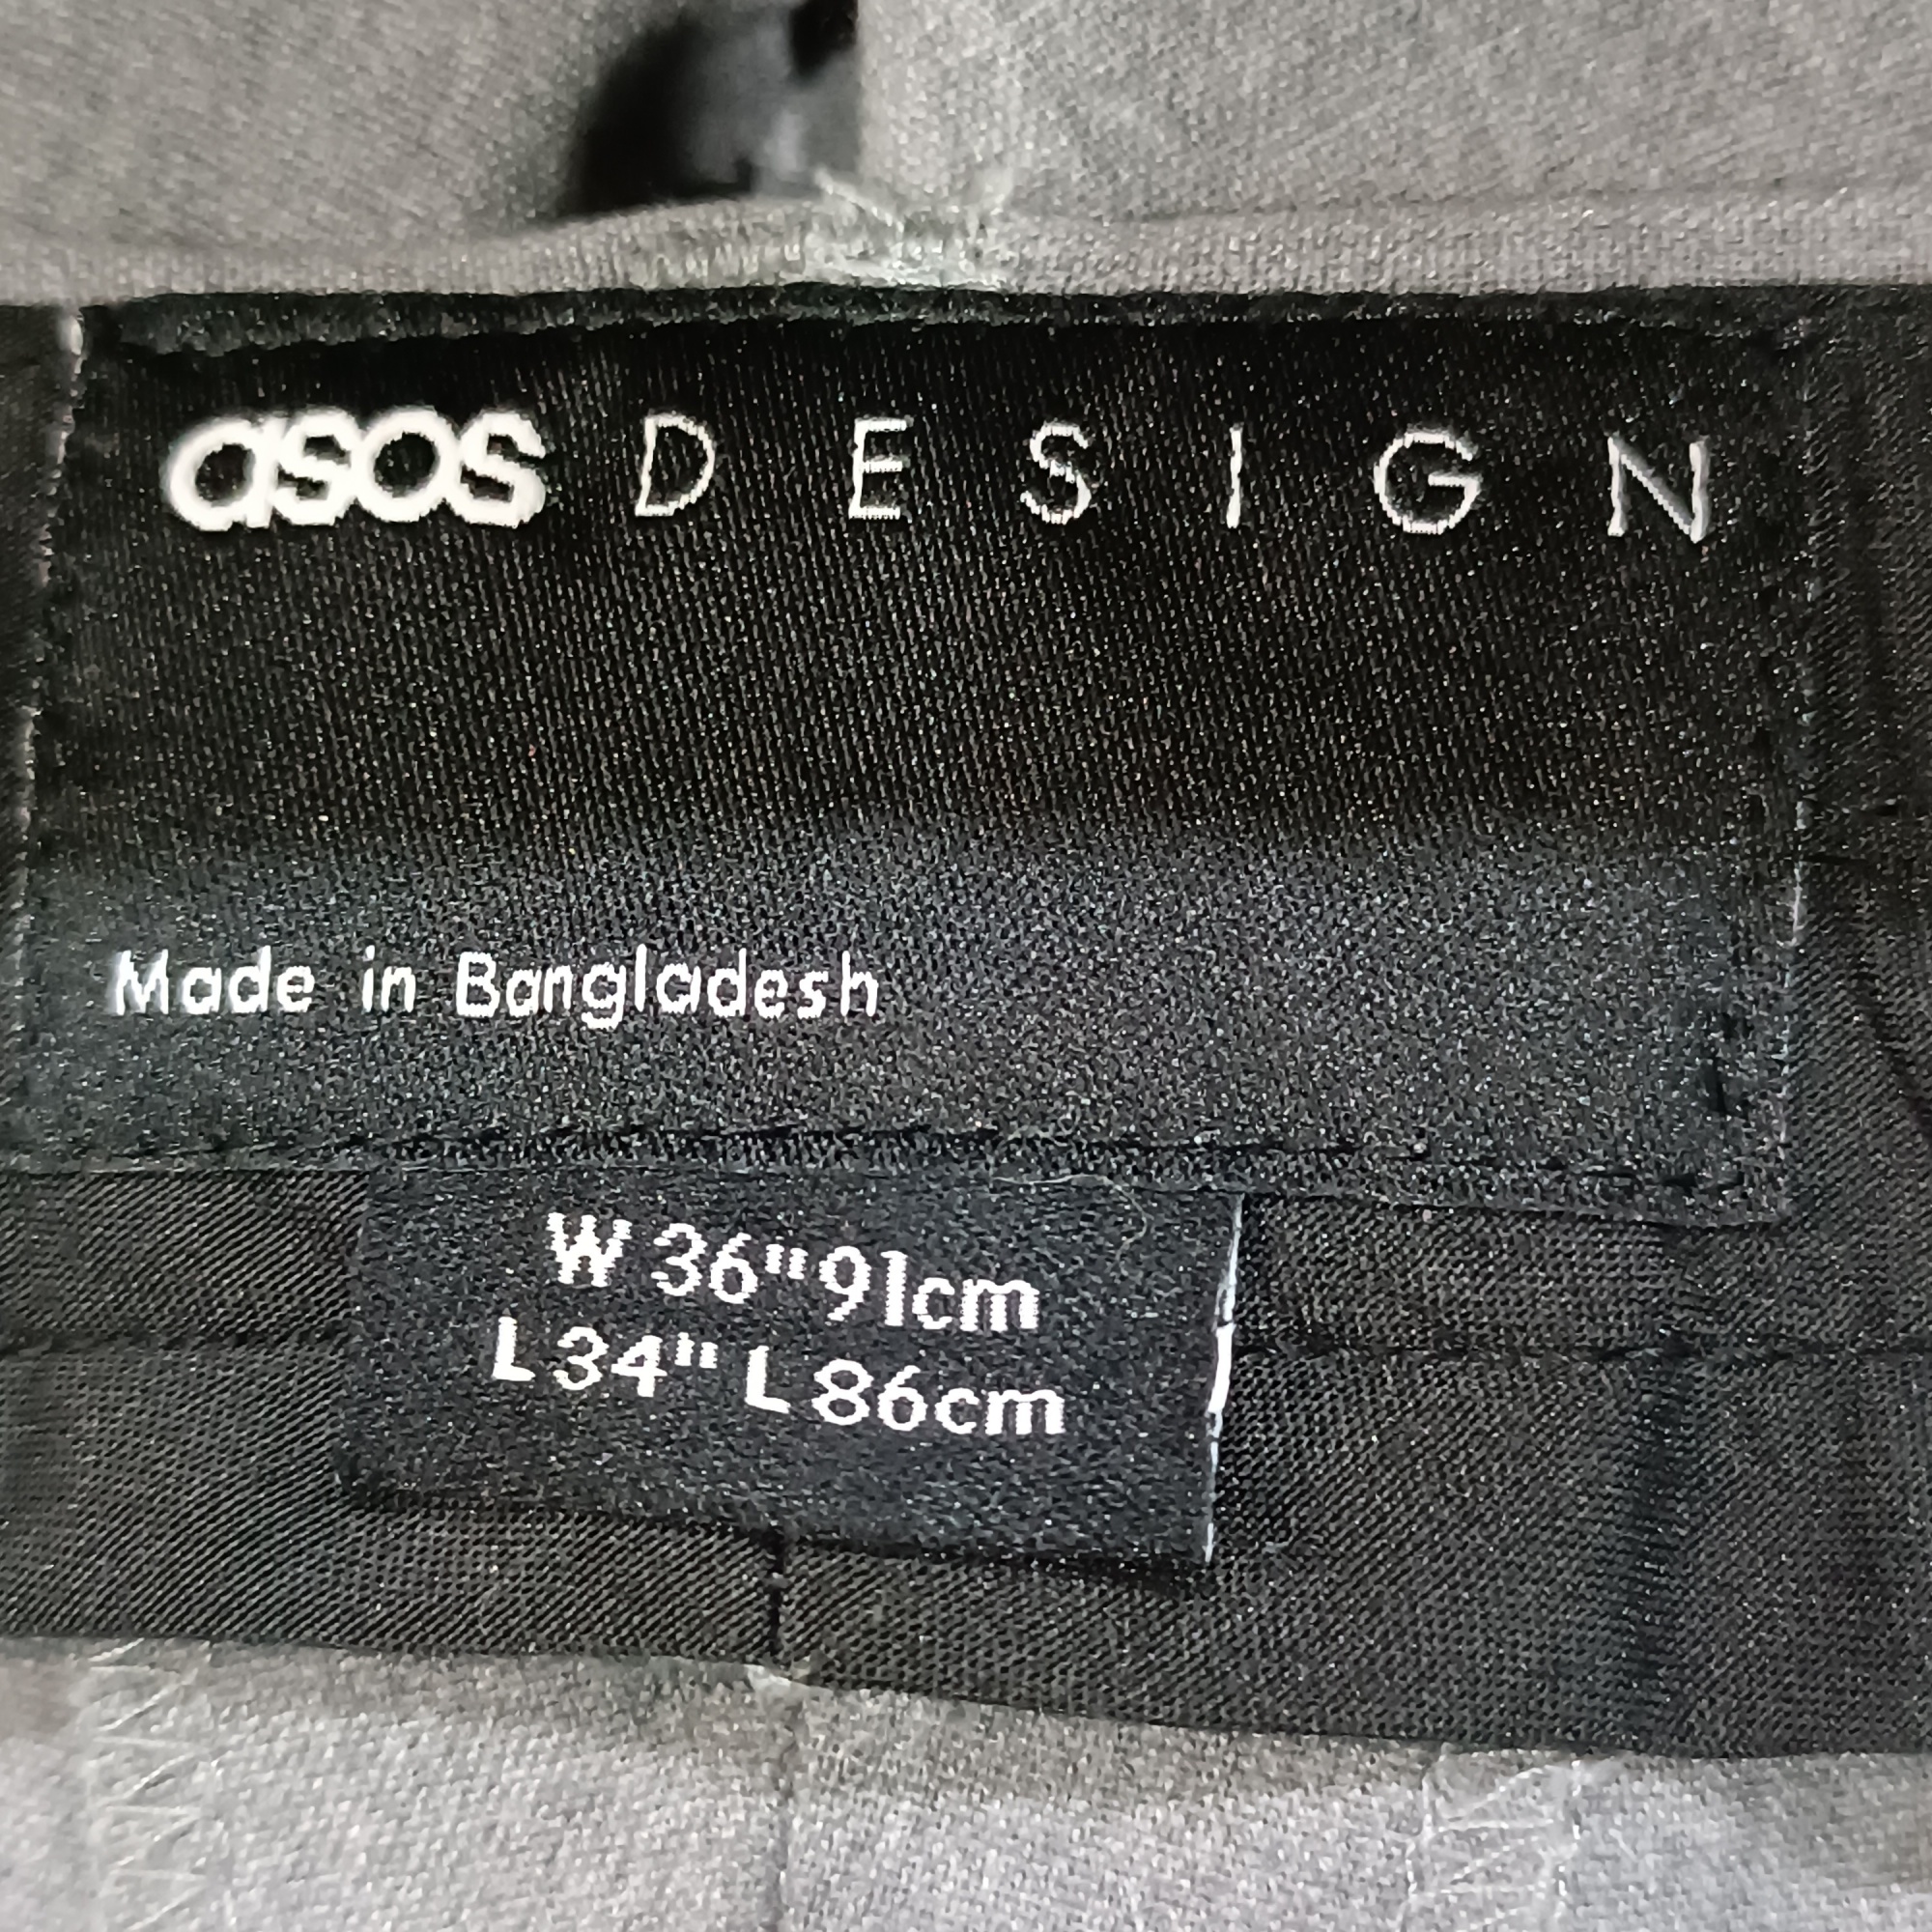 asos DESIGN
Made in Bangladesh
W 36" 91cm
L 34" L 86cm